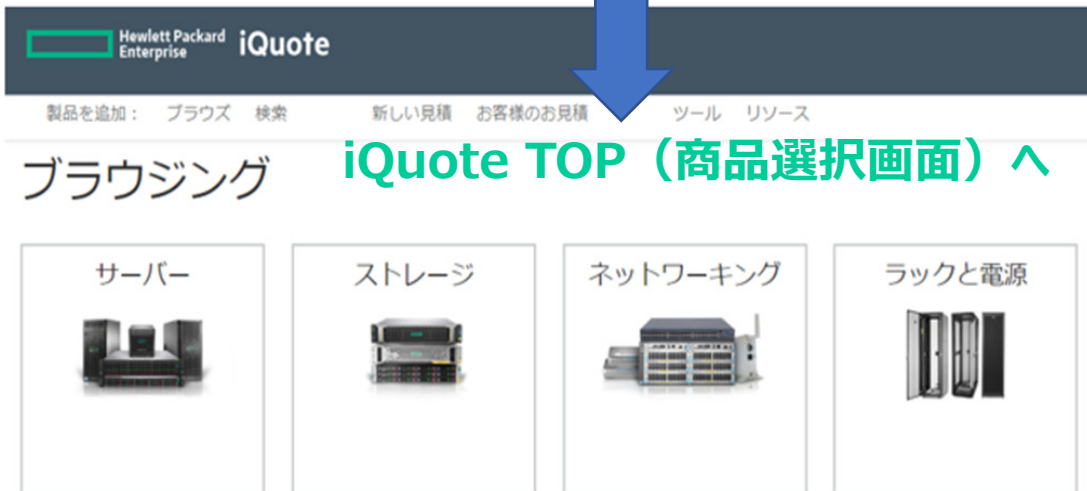 Hewlett Packard
Enterprise
iQuote
製品を追加： ブラウズ 検索 新しい見積 お客様のお見積 ツール リソース
iQuote TOP（商品選択画面）へ
ブラウジング
サーバー ストレージ ネットワーキング ラックと電源